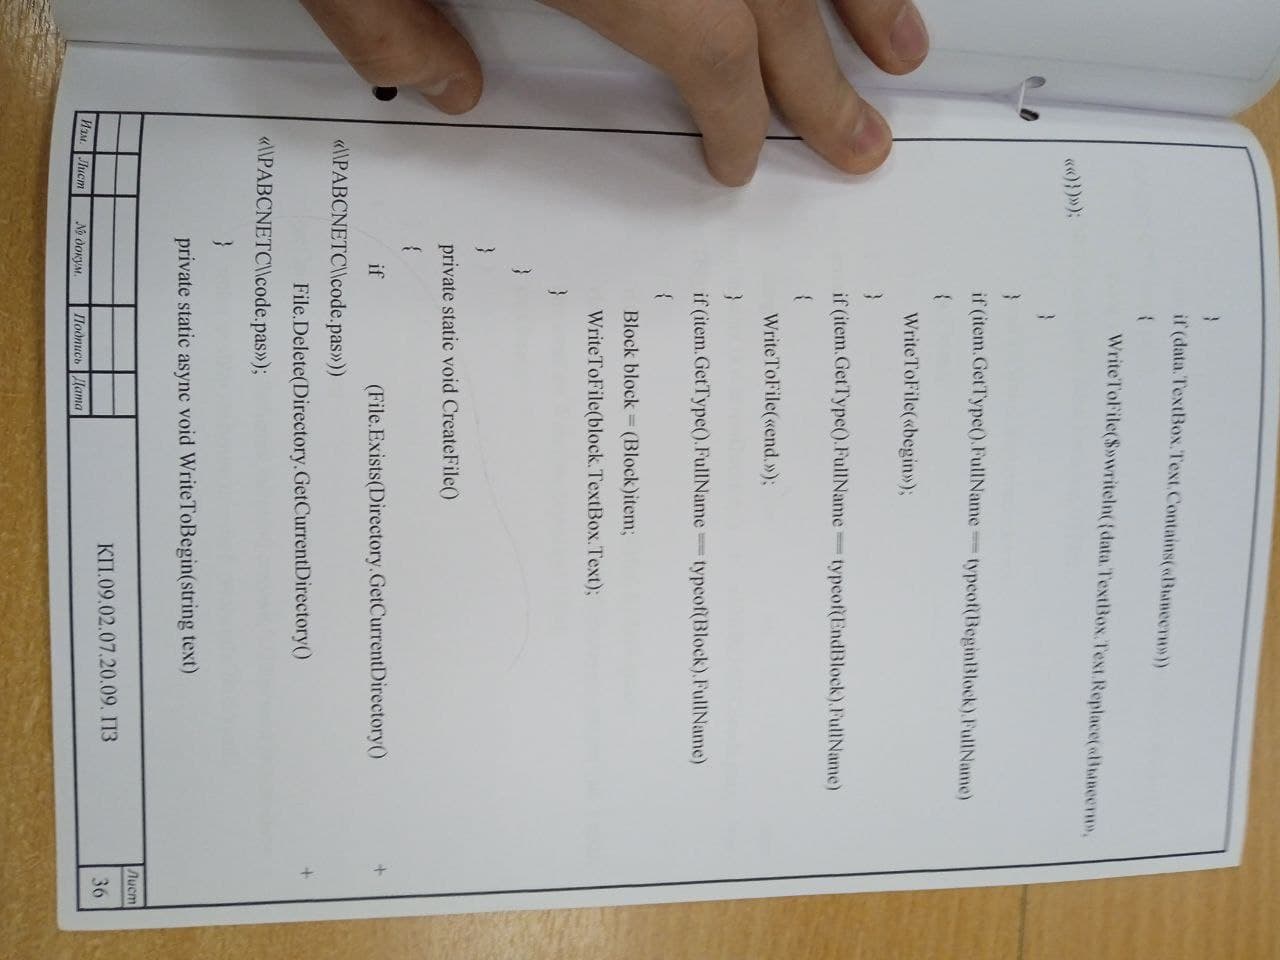 }
if (data.TextBox.Text.Contains(«Вывести»))
{
WriteToFile($»writeln({data.TextBox.Text.Replace(«Вывести»,
««)})»);
}
}
if (item.GetType().FullName == typeof(BeginBlock).FullName)
{
WriteToFile(«begin»);
}
if (item.GetType().FullName == typeof(EndBlock).FullName)
{
WriteToFile(«end.»);
}
if (item.GetType().FullName == typeof(Block).FullName)
{
Block block = (Block)item;
WriteToFile(block.TextBox.Text);
}
}
}
private static void CreateFile()
{
if (File.Exists(Directory.GetCurrentDirectory() +
«\\PABCNETC\\code.pas»))
File.Delete(Directory.GetCurrentDirectory() +
«\\PABCNETC\\code.pas»);
}
private static async void WriteToBegin(string text)
Изм. Лист № докум. Подпись Дата
КП.09.02.07.20.09. ПЗ
Лист
36